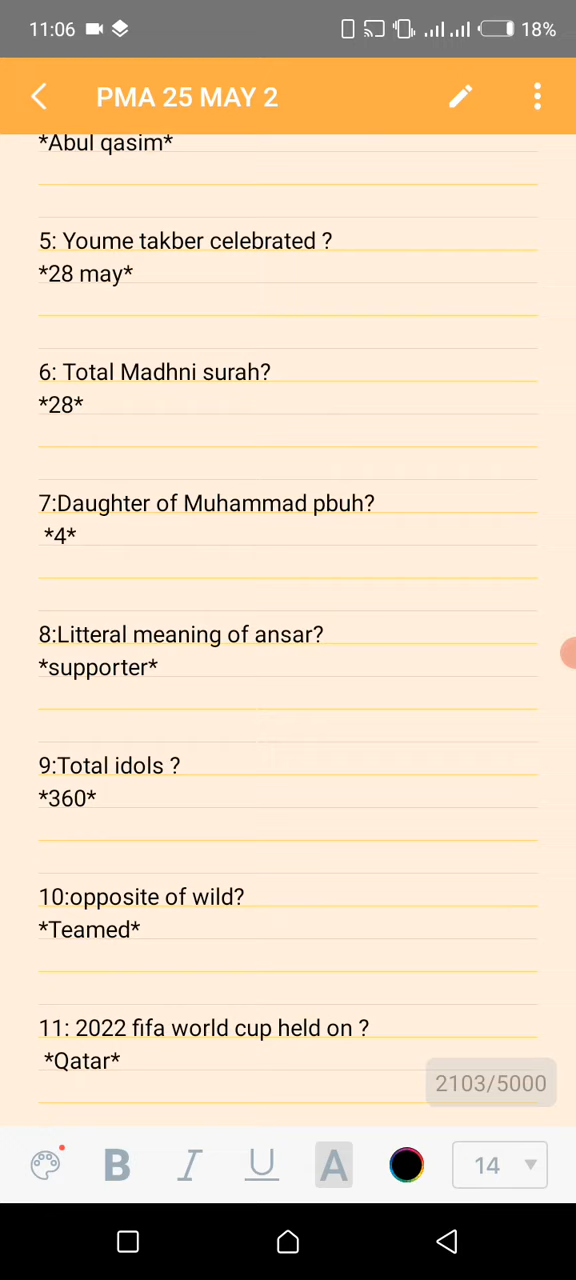 11:06
18%
PMA 25 MAY 2
*Abul qasim*
5: Youme takber celebrated ?
*28 may*
6: Total Madhni surah?
*28*
7:Daughter of Muhammad pbuh?
*4*
8:Litteral meaning of ansar?
*supporter*
9:Total idols ?
*360*
10:opposite of wild?
*Teamed*
11: 2022 fifa world cup held on ?
*Qatar*
2103/5000
B I U A 14